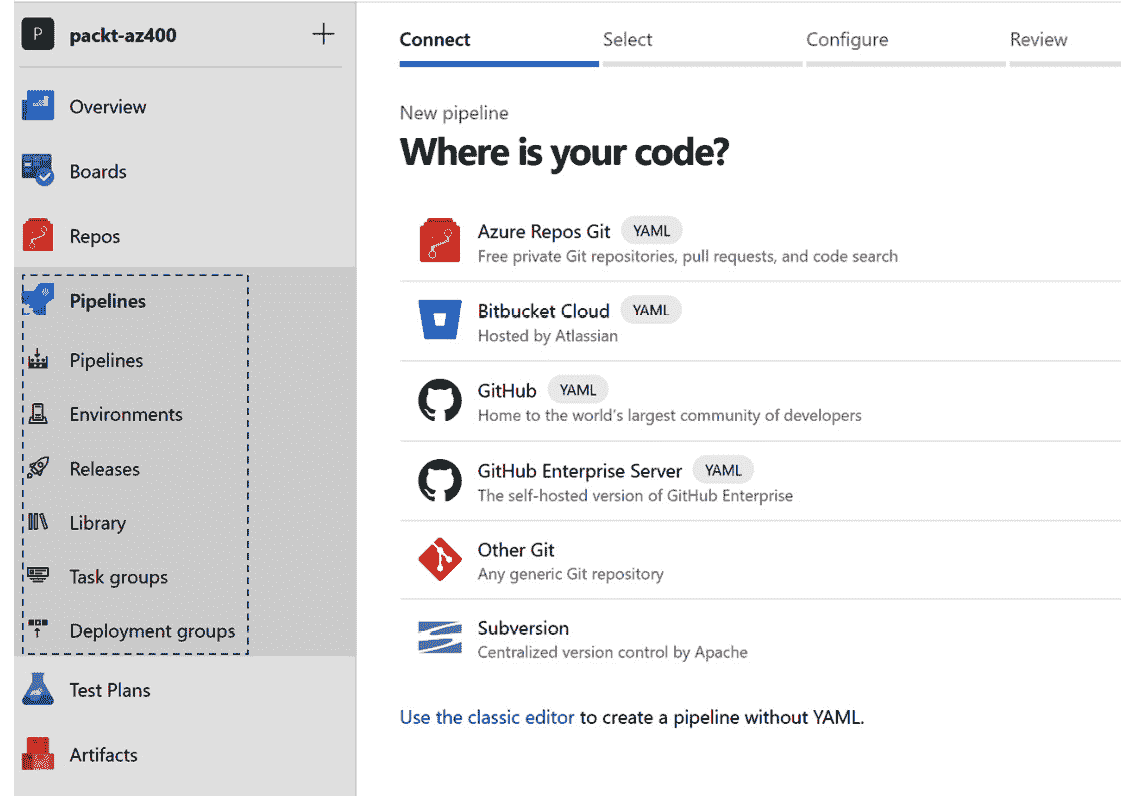 P packt-az400 +
Overview
Boards
Repos
Pipelines
Pipelines
Environments
Releases
Library
Task groups
Deployment groups
Test Plans
Artifacts
Connect Select Configure Review
New pipeline
Where is your code?
Azure Repos Git YAML
Free private Git repositories, pull requests, and code search
Bitbucket Cloud YAML
Hosted by Atlassian
GitHub YAML
Home to the world's largest community of developers
GitHub Enterprise Server YAML
The self-hosted version of GitHub Enterprise
Other Git
Any generic Git repository
Subversion
Centralized version control by Apache
Use the classic editor to create a pipeline without YAML.